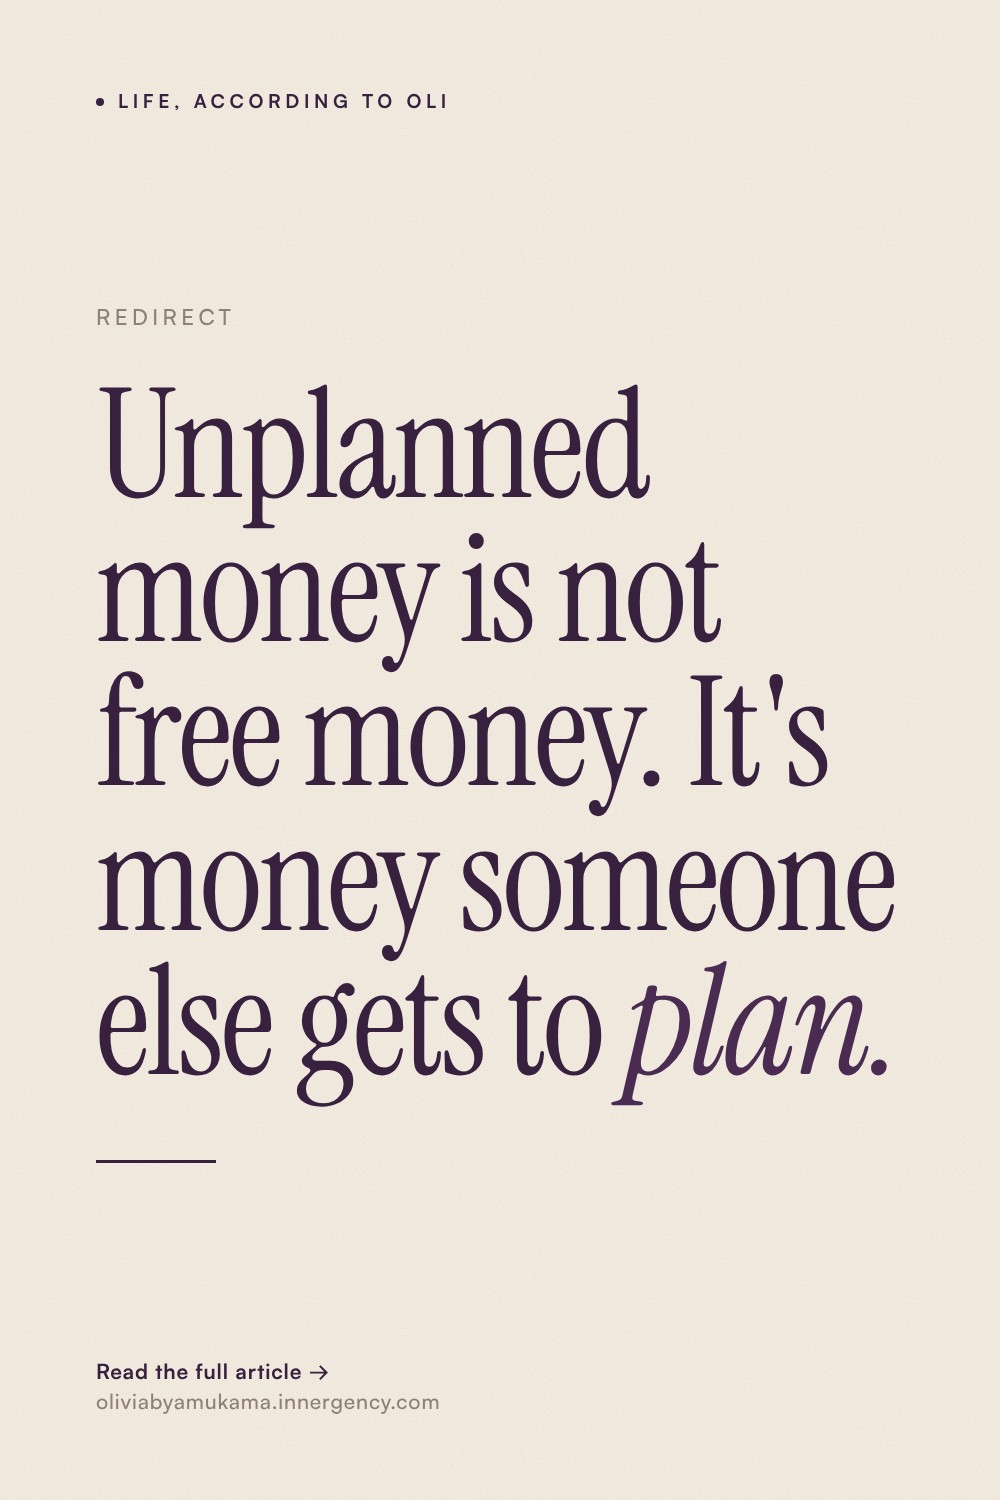 • LIFE, ACCORDING TO OLI
REDIRECT
Unplanned
money is not
free money. It's
money someone
else gets to plan.
Read the full article →
oliviabyamukama.innergency.com